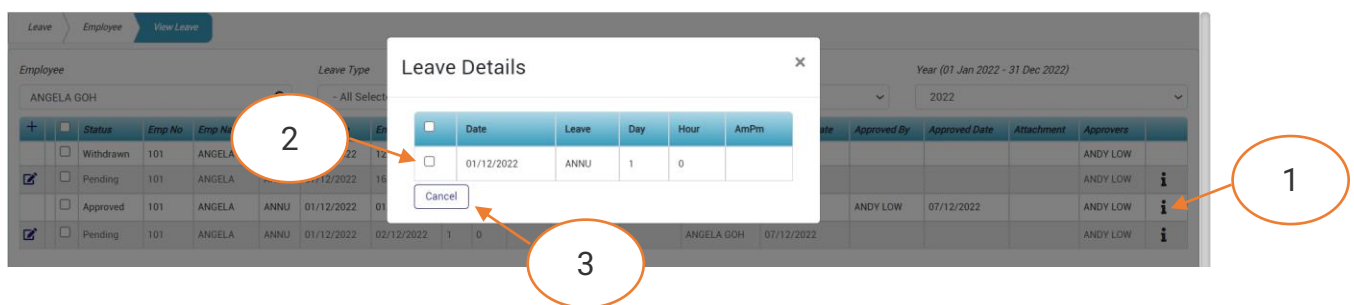 Leave Employee View Leave
Leave Details ×
Employee Leave Type Year (01 Jan 2022 - 31 Dec 2022)
ANGELA GOH - All Select 2022
Status Emp No Emp Na Approved By Approved Date Attachment Approvers
Date Leave Day Hour AmPm
2
Withdrawn 101 ANGELA ANDY LOW
01/12/2022 ANNU 1 0
Pending 101 ANGELA 16 ANDY LOW i
1
Cancel
Approved 101 ANGELA ANNU 01/12/2022 01 ANDY LOW 07/12/2022 ANDY LOW i
Pending 101 ANGELA ANNU 01/12/2022 02/12/2022 1 0 ANGELA GOH 07/12/2022 ANDY LOW i
3